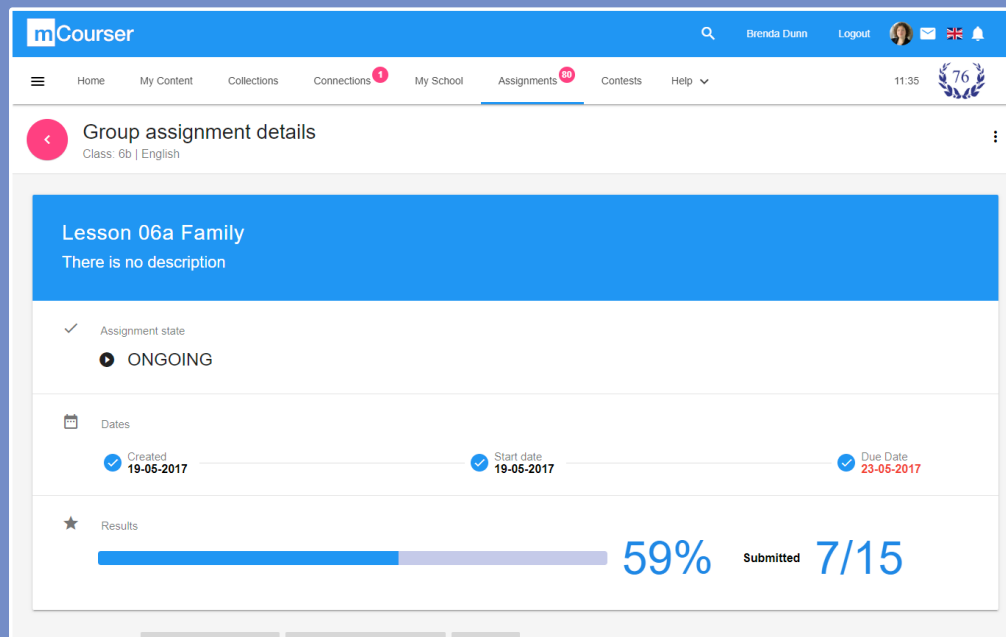 mCourser
Brenda Dunn
Logout
Home
My Content
Collections
Connections 1
My School
Assignments 80
Contests
Help
11:35
76
Group assignment details
Class: 6b | English
Lesson 06a Family
There is no description
Assignment state
ONGOING
Dates
Created
19-05-2017
Start date
19-05-2017
Due Date
23-05-2017
Results
59%
Submitted
7/15